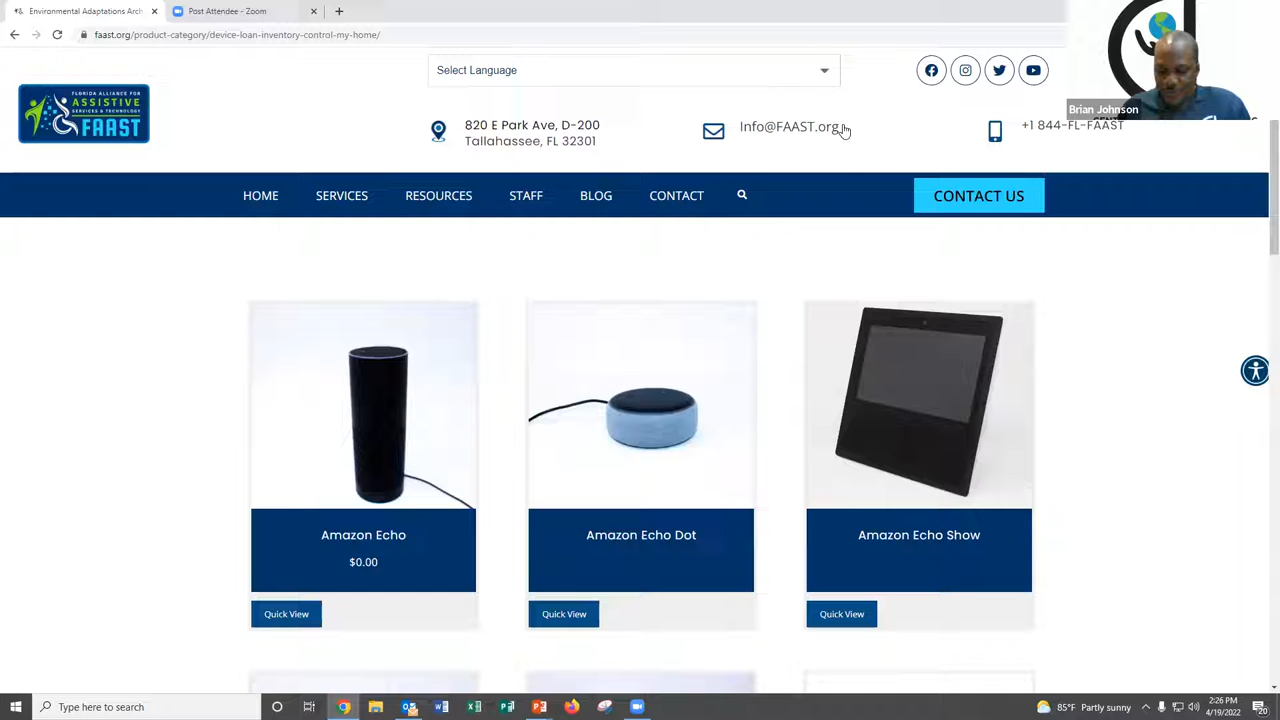 Environmental Adaptations Arch
Post Attendee - Zoom
faast.org/product-category/device-loan-inventory-control-my-home/
Select Language
Brian Johnson
FLORIDA ALLIANCE FOR
ASSISTIVE
SERVICES & TECHNOLOGY
FAAST
820 E Park Ave, D-200
Tallahassee, FL 32301
Info@FAAST.org
+1 844-FL-FAAST
HOME
SERVICES
RESOURCES
STAFF
BLOG
CONTACT
CONTACT US
Amazon Echo
$0.00
Quick View
Amazon Echo Dot
Quick View
Amazon Echo Show
Quick View
Type here to search
85°F Partly sunny
2:26 PM
4/19/2022
20